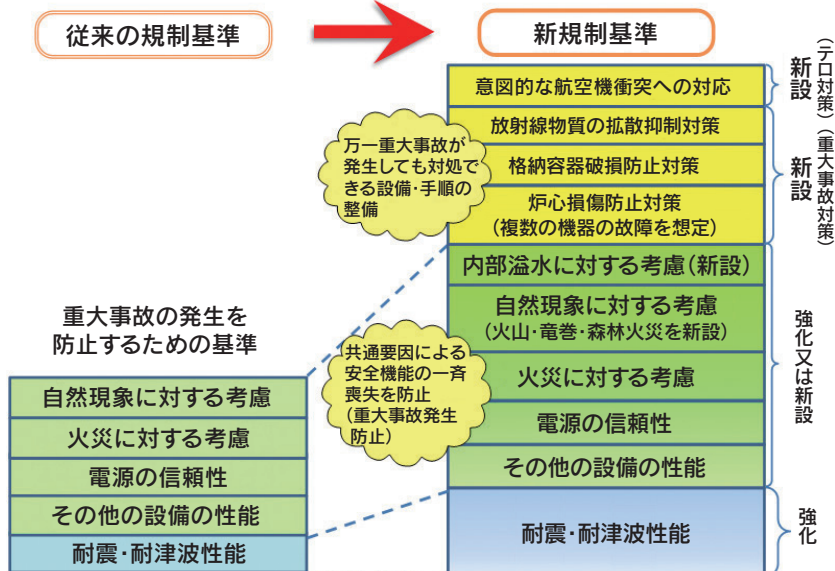 従来の規制基準
新規制基準
意図的な航空機衝突への対応
放射線物質の拡散抑制対策
格納容器破損防止対策
炉心損傷防止対策
(複数の機器の故障を想定)
内部溢水に対する考慮(新設)
自然現象に対する考慮
(火山・竜巻・森林火災を新設)
火災に対する考慮
電源の信頼性
その他の設備の性能
耐震・耐津波性能
新設
(テロ対策)
新設
(重大事故対策)
強化又は新設
強化
万一重大事故が
発生しても対処で
きる設備・手順の
整備
共通要因による
安全機能の一斉
喪失を防止
(重大事故発生
防止)
重大事故の発生を
防止するための基準
自然現象に対する考慮
火災に対する考慮
電源の信頼性
その他の設備の性能
耐震・耐津波性能